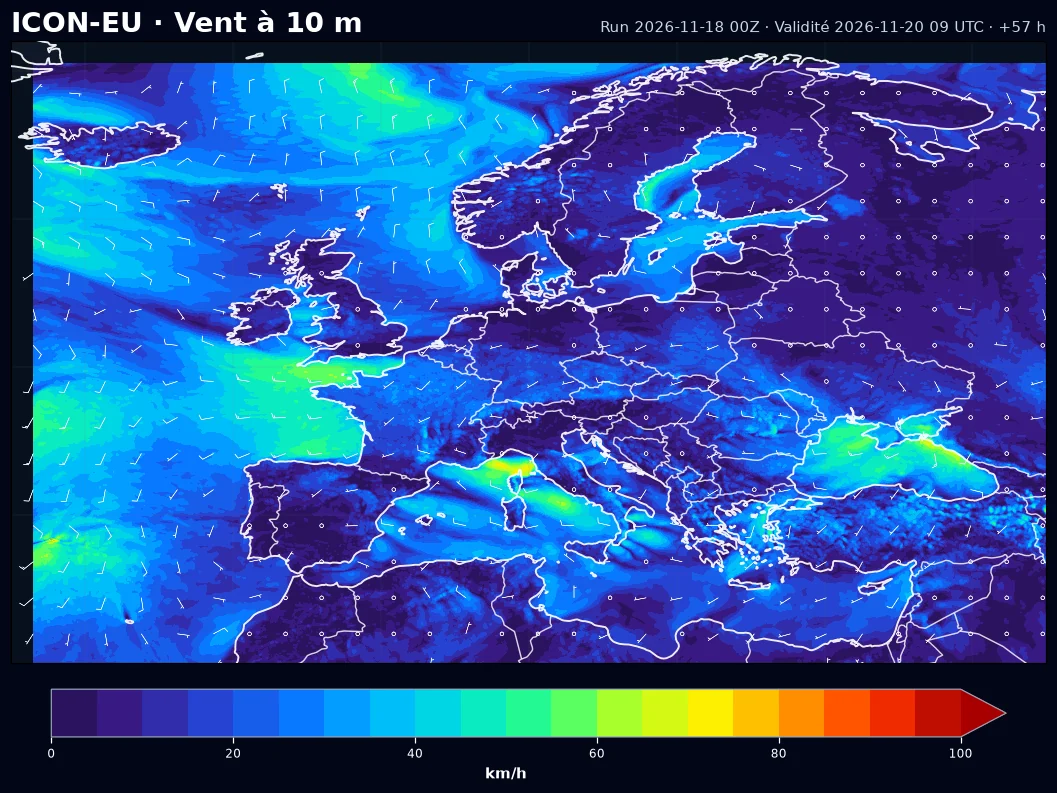 ICON-EU · Vent à 10 m
Run 2026-11-18 00Z · Validité 2026-11-20 09 UTC · +57 h
0 20 40 60 80 100
km/h